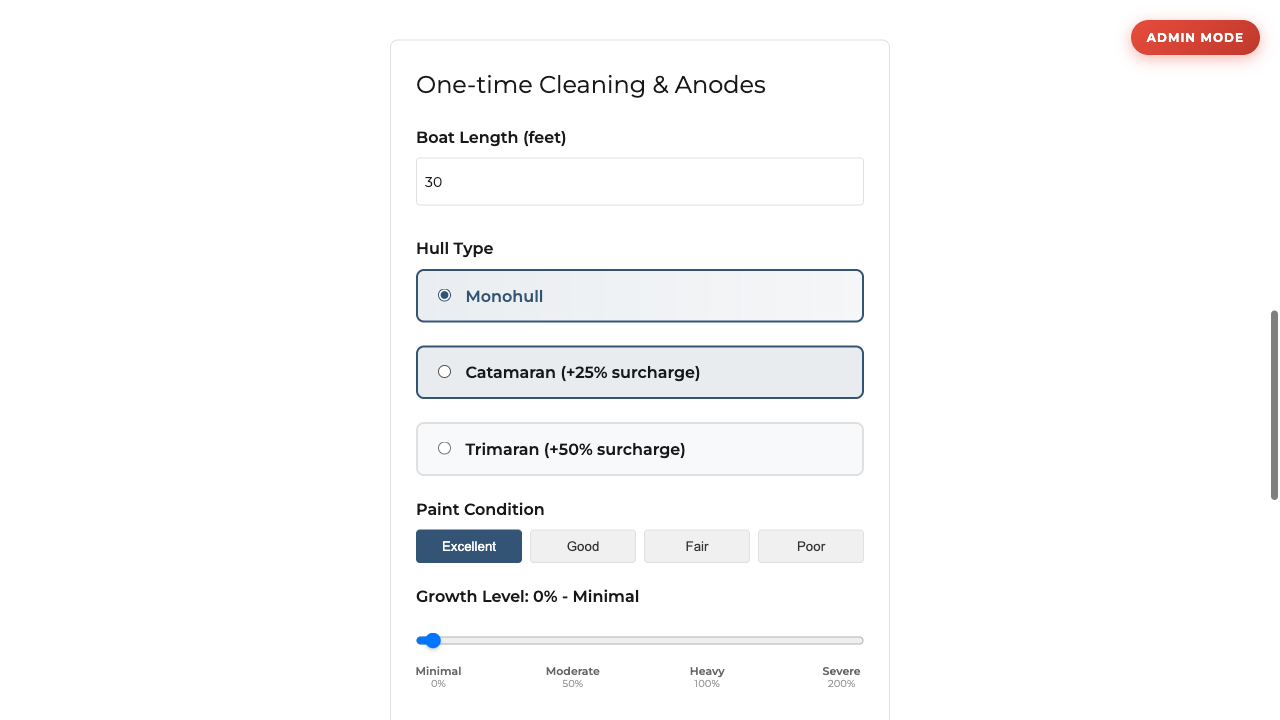 ADMIN MODE
One-time Cleaning & Anodes
Boat Length (feet)
30
Hull Type
Monohull
Catamaran (+25% surcharge)
Trimaran (+50% surcharge)
Paint Condition
Excellent Good Fair Poor
Growth Level: 0% - Minimal
Minimal Moderate Heavy Severe
0% 50% 100% 200%